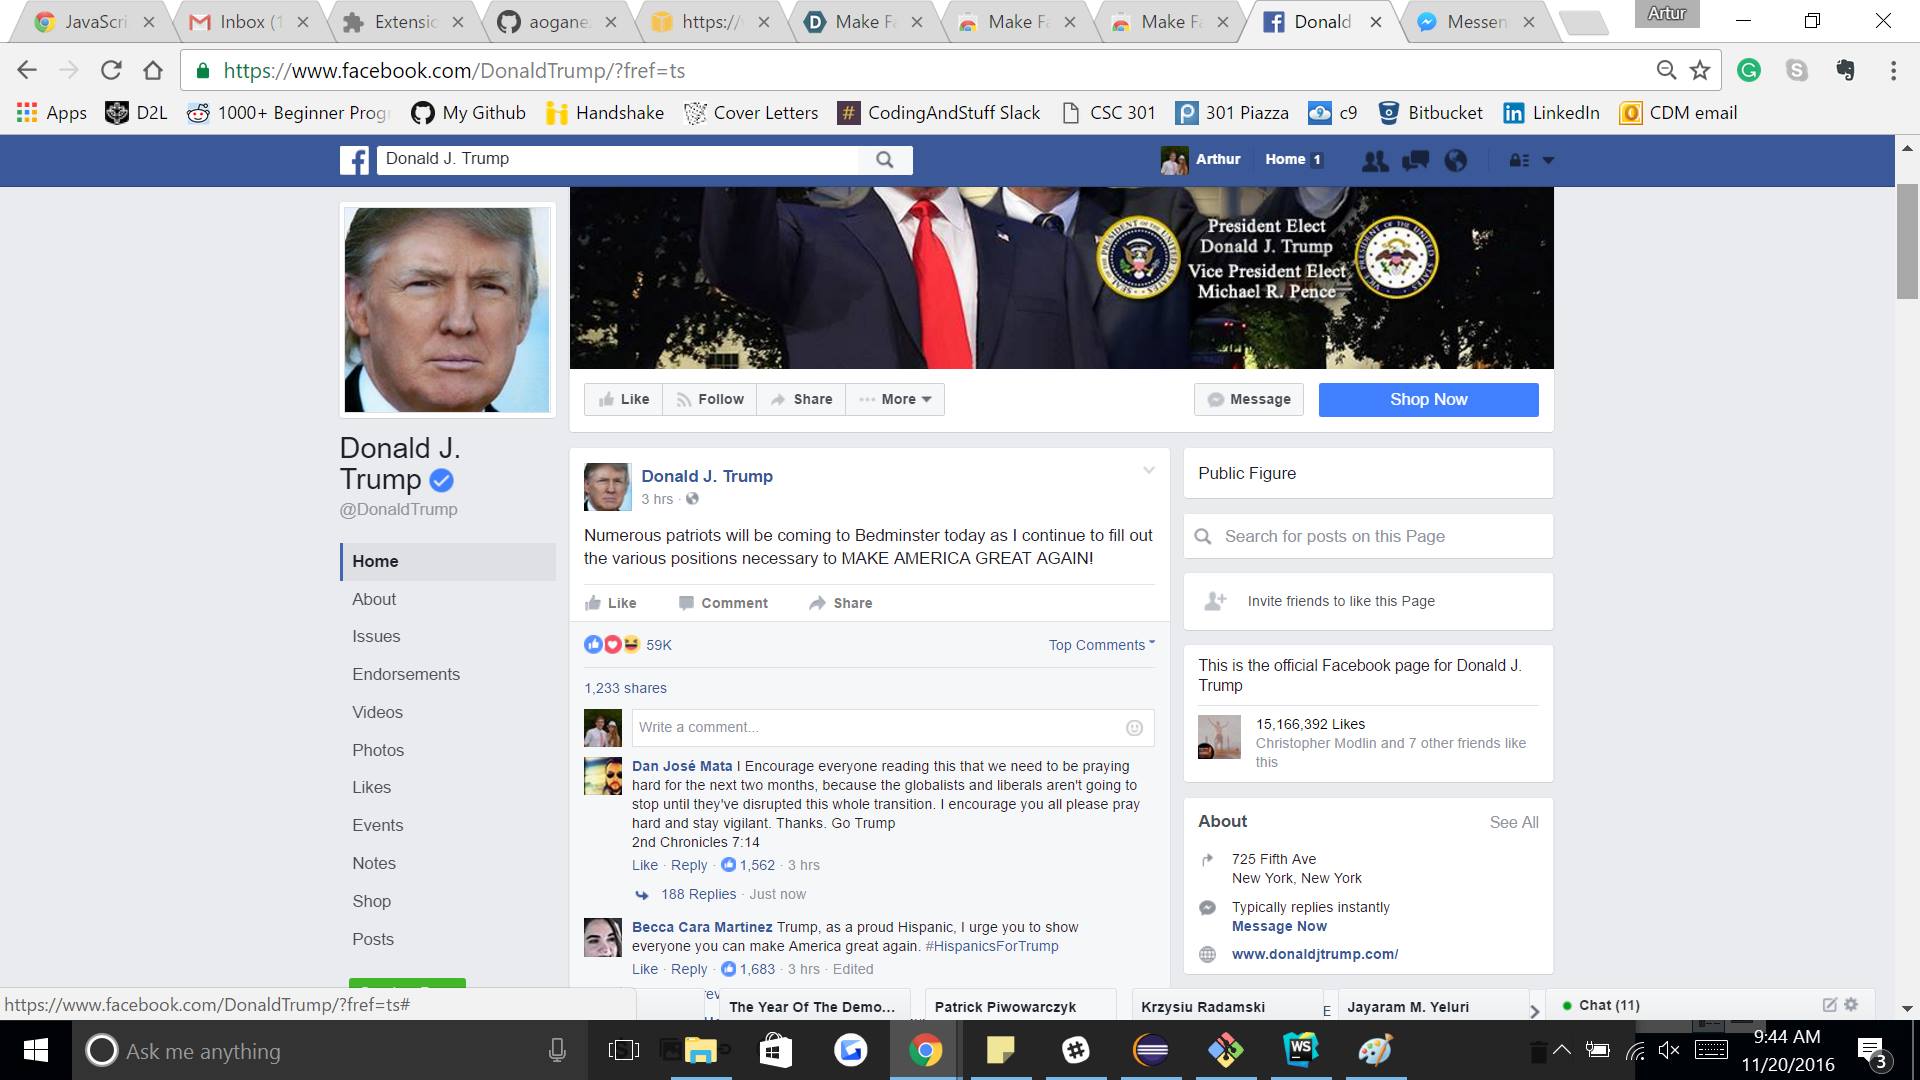 JavaScri
Inbox (1
Extensio
aogane
https://
Make Fa
Make Fa
Make Fa
Donald
Messen
Artur
https://www.facebook.com/DonaldTrump/?fref=ts
Apps
D2L
1000+ Beginner Prog
My Github
Handshake
Cover Letters
CodingAndStuff Slack
CSC 301
301 Piazza
c9
Bitbucket
LinkedIn
CDM email
Donald J. Trump
Arthur
Home 1
President Elect
Donald J. Trump
Vice President Elect
Michael R. Pence
Like
Follow
Share
More
Message
Shop Now
Donald J.
Trump
@DonaldTrump
Home
About
Issues
Endorsements
Videos
Photos
Likes
Events
Notes
Shop
Posts
Donald J. Trump
3 hrs ·
Numerous patriots will be coming to Bedminster today as I continue to fill out
the various positions necessary to MAKE AMERICA GREAT AGAIN!
Like Comment Share
59K
Top Comments
1,233 shares
Write a comment...
Dan José Mata I Encourage everyone reading this that we need to be praying
hard for the next two months, because the globalists and liberals aren't going to
stop until they've disrupted this whole transition. I encourage you all please pray
hard and stay vigilant. Thanks. Go Trump
2nd Chronicles 7:14
Like · Reply · 1,562 · 3 hrs
188 Replies · Just now
Becca Cara Martinez Trump, as a proud Hispanic, I urge you to show
everyone you can make America great again. #HispanicsForTrump
Like · Reply · 1,683 · 3 hrs · Edited
Public Figure
Search for posts on this Page
Invite friends to like this Page
This is the official Facebook page for Donald J.
Trump
15,166,392 Likes
Christopher Modlin and 7 other friends like
this
About
See All
725 Fifth Ave
New York, New York
Typically replies instantly
Message Now
www.donaldjtrump.com/
https://www.facebook.com/DonaldTrump/?fref=ts#
The Year Of The Demo...
Patrick Piwowarczyk
Krzysiu Radamski
Jayaram M. Yeluri
Chat (11)
Ask me anything
WS
9:44 AM
11/20/2016
3